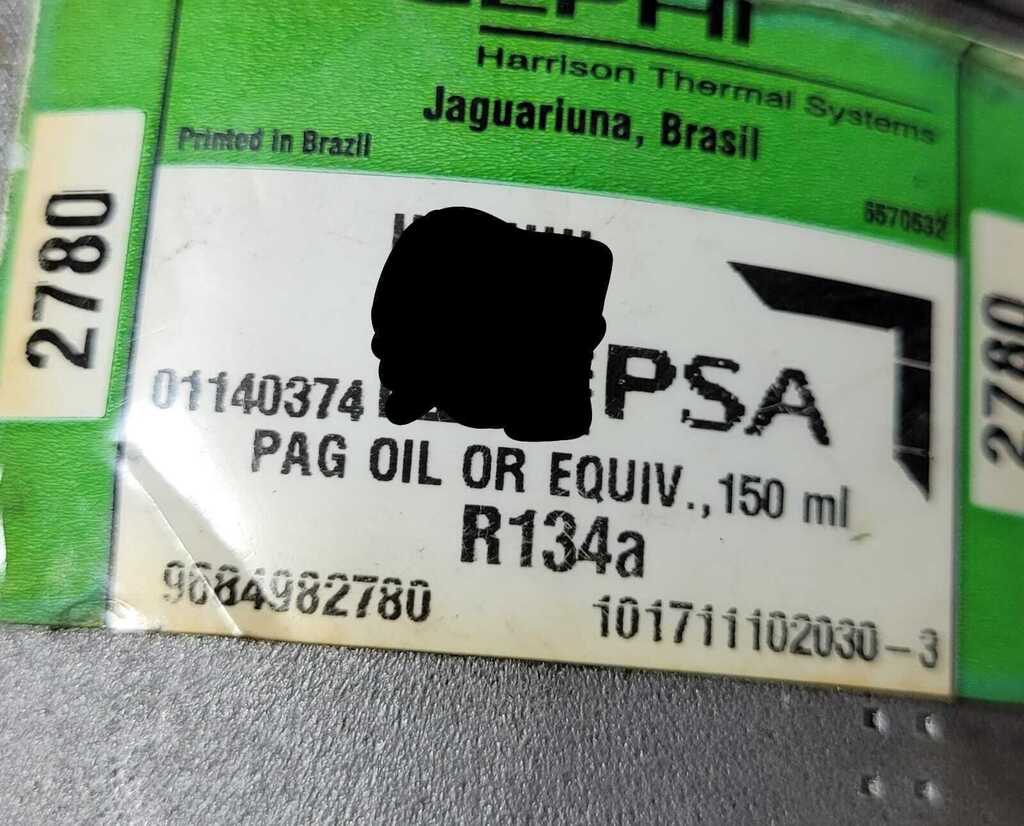 Harrison Thermal Systems
Jaguariuna, Brasil
Printed in Brazil
6570532
2780
01140374
PSA
PAG OIL OR EQUIV., 150 ml
R134a
9684982780
101711102030-3
2780